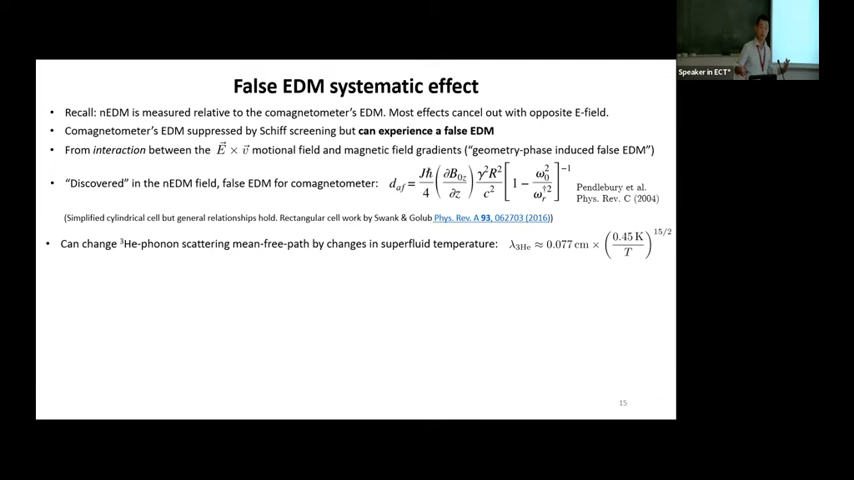 Speaker in ECT*
False EDM systematic effect
• Recall: nEDM is measured relative to the comagnetometer's EDM. Most effects cancel out with opposite E-field.
• Comagnetometer's EDM suppressed by Schiff screening but can experience a false EDM
• From interaction between the E⃗ × v⃗ motional field and magnetic field gradients ("geometry-phase induced false EDM")
• "Discovered" in the nEDM field, false EDM for comagnetometer: d_af = Jħ/4 (∂B_0z/∂z) γ²R²/c² [1 − ω₀²/ω_r^†2]^−1 Pendlebury et al.
Phys. Rev. C (2004)
(Simplified cylindrical cell but general relationships hold. Rectangular cell work by Swank & Golub Phys. Rev. A 93, 062703 (2016))
• Can change ³He-phonon scattering mean-free-path by changes in superfluid temperature: λ_3He ≈ 0.077 cm × (0.45 K/T)^15/2
15